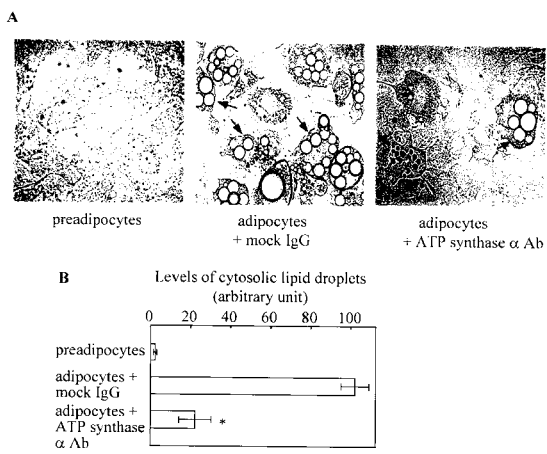 A
preadipocytes
adipocytes
+ mock IgG
adipocytes
+ ATP synthase α Ab
B
Levels of cytosolic lipid droplets
(arbitrary unit)
0 20 40 60 80 100
preadipocytes
adipocytes +
mock IgG
adipocytes +
ATP synthase
α Ab
*